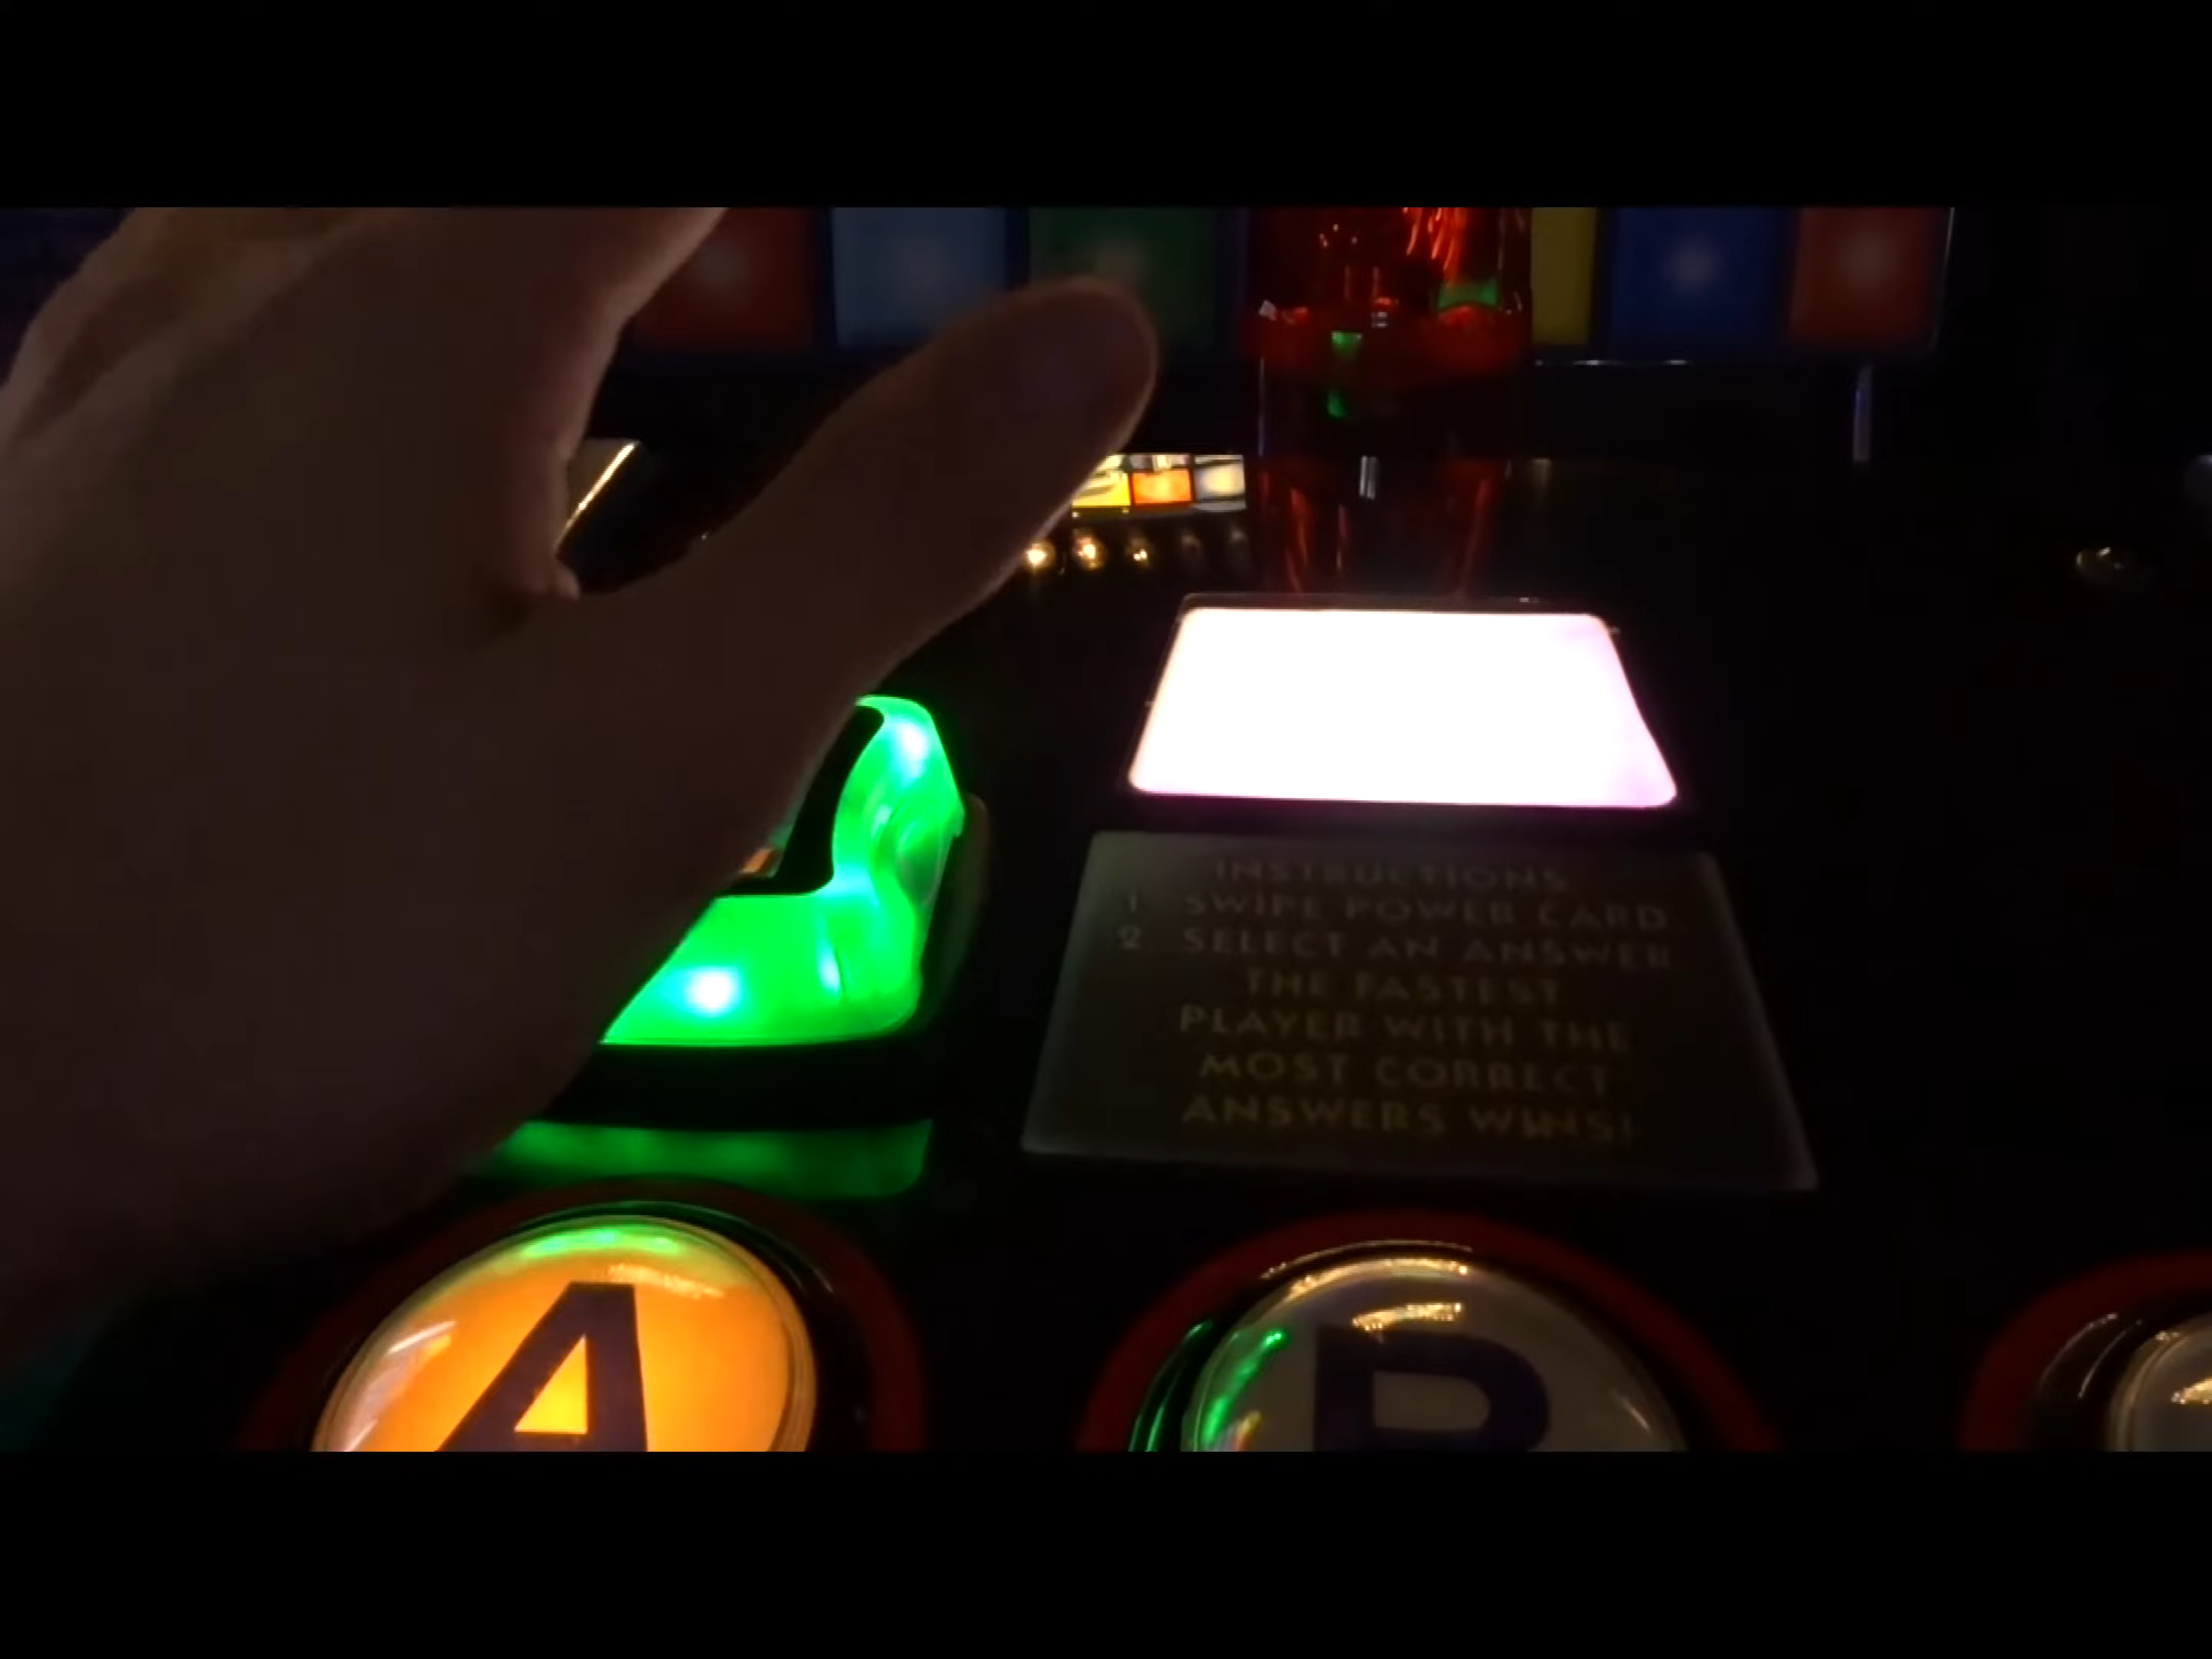 INSTRUCTIONS
1 SWIPE POWER CARD
2 SELECT AN ANSWER
THE FASTEST
PLAYER WITH THE
MOST CORRECT
ANSWERS WINS!
A
B